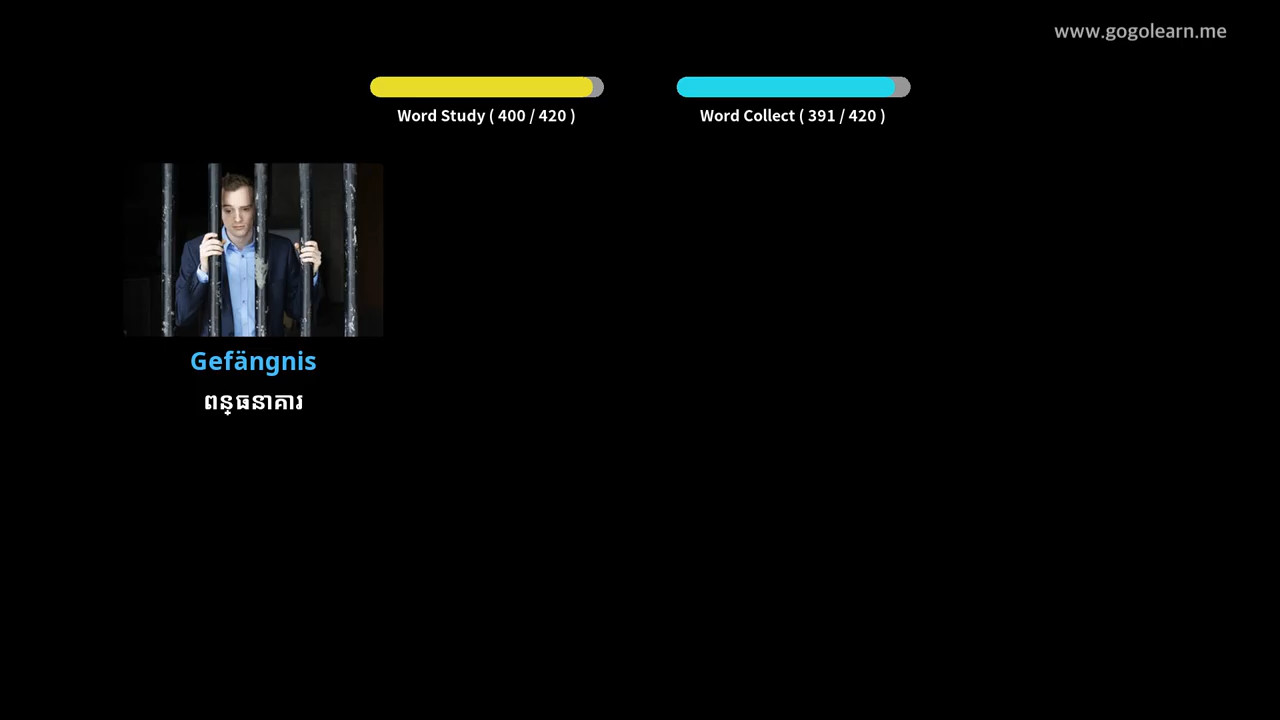 www.gogolearn.me
Word Study ( 400 / 420 )
Word Collect ( 391 / 420 )
Gefängnis
ពន្ធនាគារ